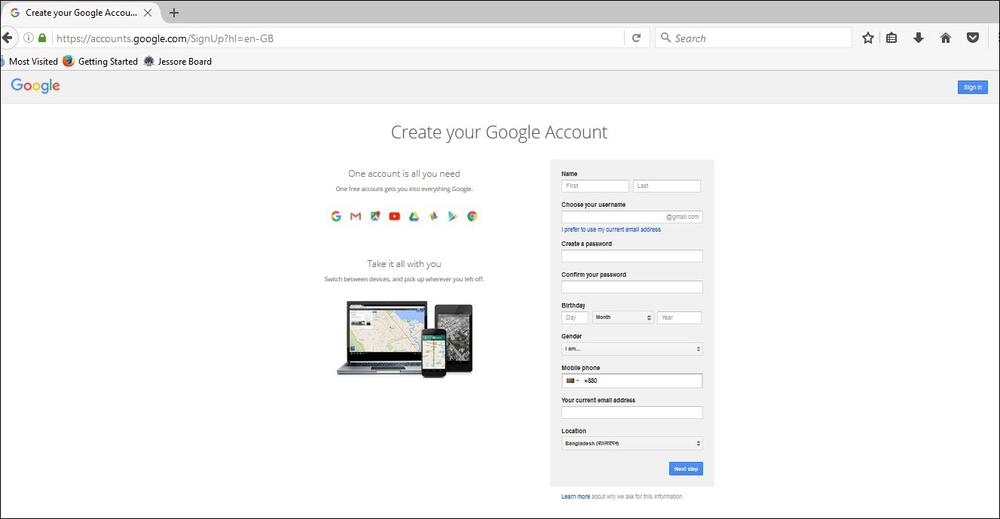 Create your Google Accou...
https://accounts.google.com/SignUp?hl=en-GB
Search
Most Visited Getting Started Jessore Board
Google
Sign in
Create your Google Account
One account is all you need
One free account gets you into everything Google.
Take it all with you
Switch between devices, and pick up wherever you left off.
Name
First Last
Choose your username
@gmail.com
I prefer to use my current email address
Create a password
Confirm your password
Birthday
Day Month Year
Gender
I am...
Mobile phone
+880
Your current email address
Location
Bangladesh (বাংলাদেশ)
Next step
Learn more about why we ask for this information.